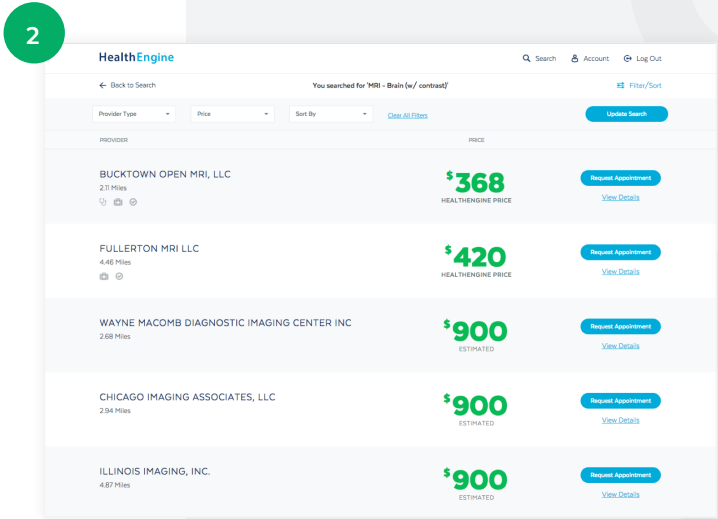 2
HealthEngine
Search Account Log Out
Back to Search You searched for 'MRI - Brain (w/ contrast)' Filter/Sort
Provider Type Price Sort By Clear All Filters Update Search
PROVIDER PRICE
BUCKTOWN OPEN MRI, LLC
2.11 Miles
$368
HEALTHENGINE PRICE
Request Appointment
View Details
FULLERTON MRI LLC
4.46 Miles
$420
HEALTHENGINE PRICE
Request Appointment
View Details
WAYNE MACOMB DIAGNOSTIC IMAGING CENTER INC
2.68 Miles
$900
ESTIMATED
Request Appointment
View Details
CHICAGO IMAGING ASSOCIATES, LLC
2.94 Miles
$900
ESTIMATED
Request Appointment
View Details
ILLINOIS IMAGING, INC.
4.87 Miles
$900
ESTIMATED
Request Appointment
View Details